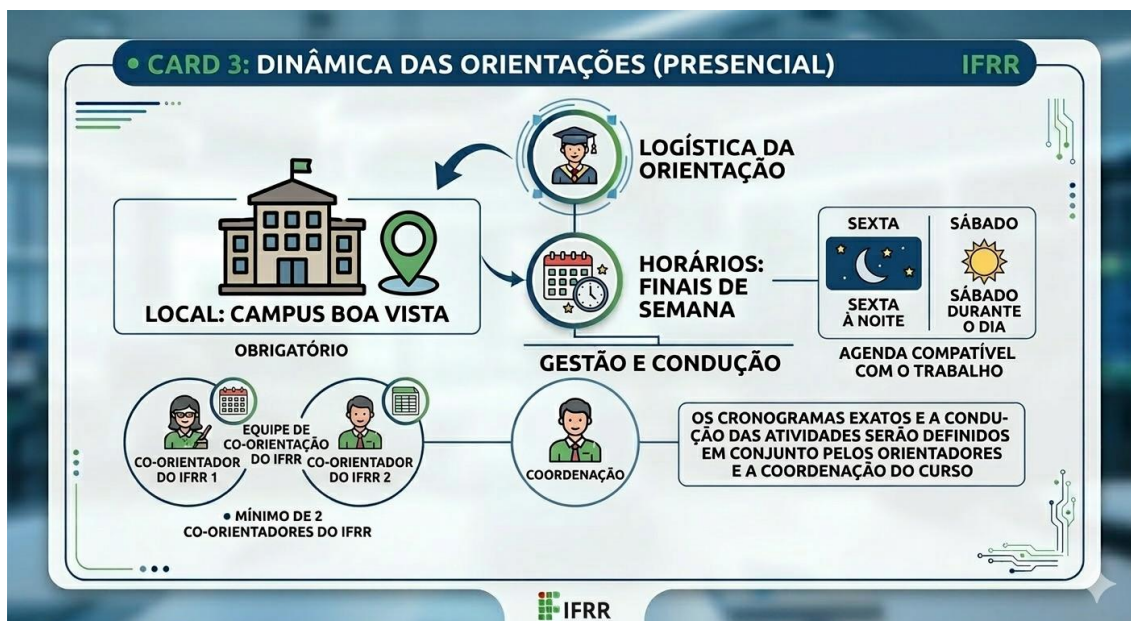 • CARD 3: DINÂMICA DAS ORIENTAÇÕES (PRESENCIAL)
IFRR
LOGÍSTICA DA
ORIENTAÇÃO
LOCAL: CAMPUS BOA VISTA
OBRIGATÓRIO
HORÁRIOS:
FINAIS DE
SEMANA
SEXTA
SEXTA
À NOITE
SÁBADO
SÁBADO
DURANTE
O DIA
AGENDA COMPATÍVEL
COM O TRABALHO
GESTÃO E CONDUÇÃO
EQUIPE DE
CO-ORIENTAÇÃO
DO IFRR
CO-ORIENTADOR
DO IFRR 1
CO-ORIENTADOR
DO IFRR 2
• MÍNIMO DE 2
CO-ORIENTADORES DO IFRR
COORDENAÇÃO
OS CRONOGRAMAS EXATOS E A CONDU-
ÇÃO DAS ATIVIDADES SERÃO DEFINIDOS
EM CONJUNTO PELOS ORIENTADORES
E A COORDENAÇÃO DO CURSO
IFRR